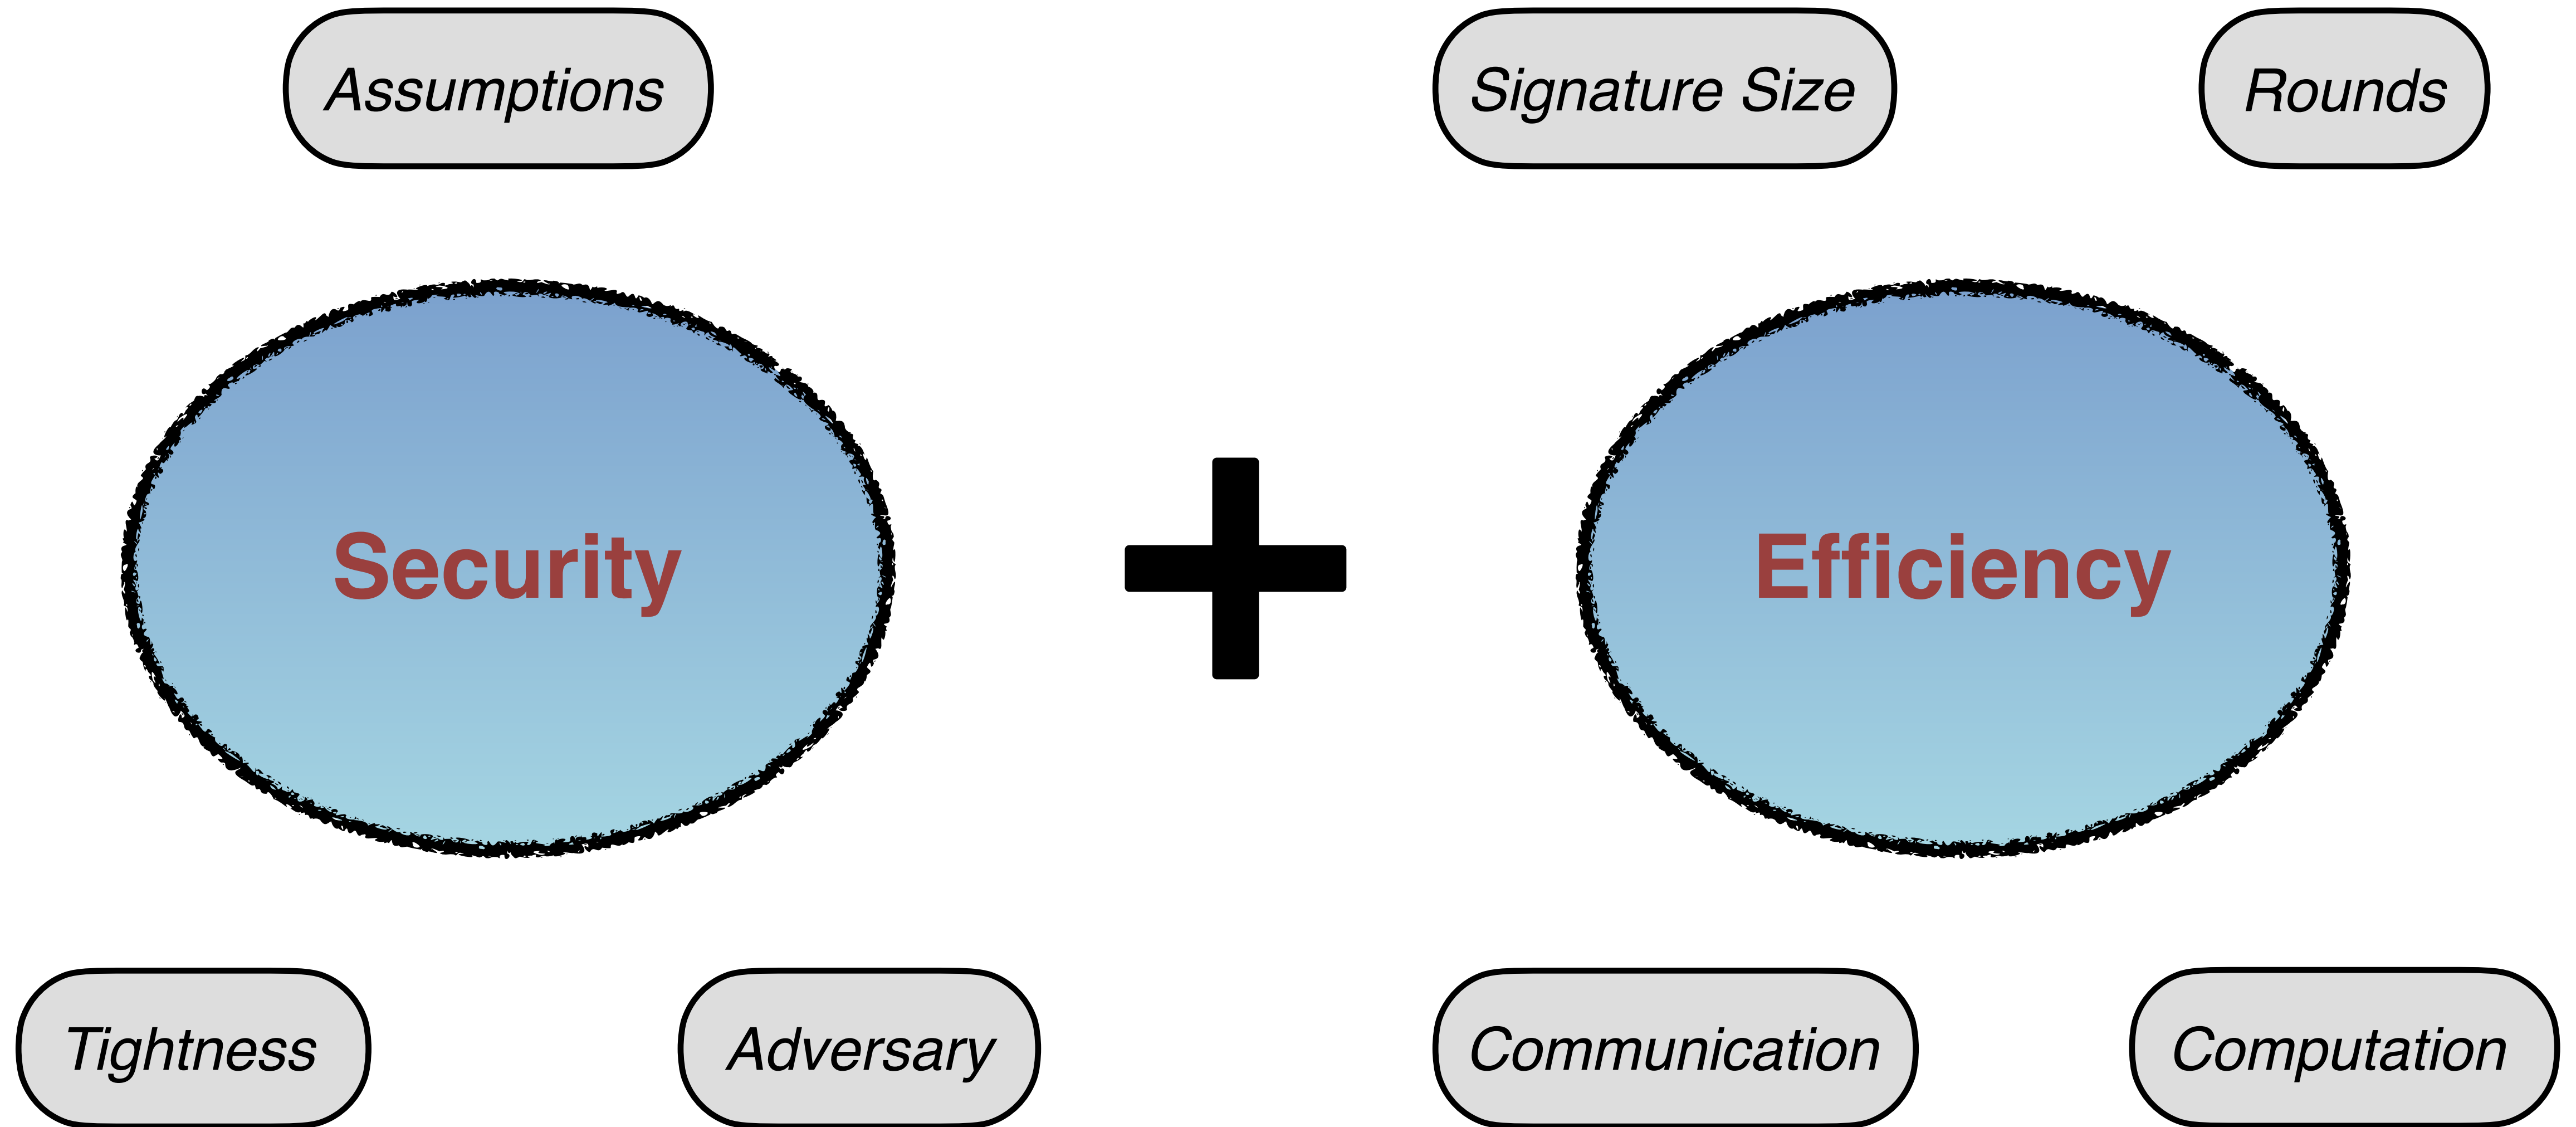 Assumptions
Signature Size
Rounds
Security
Efficiency
Tightness
Adversary
Communication
Computation